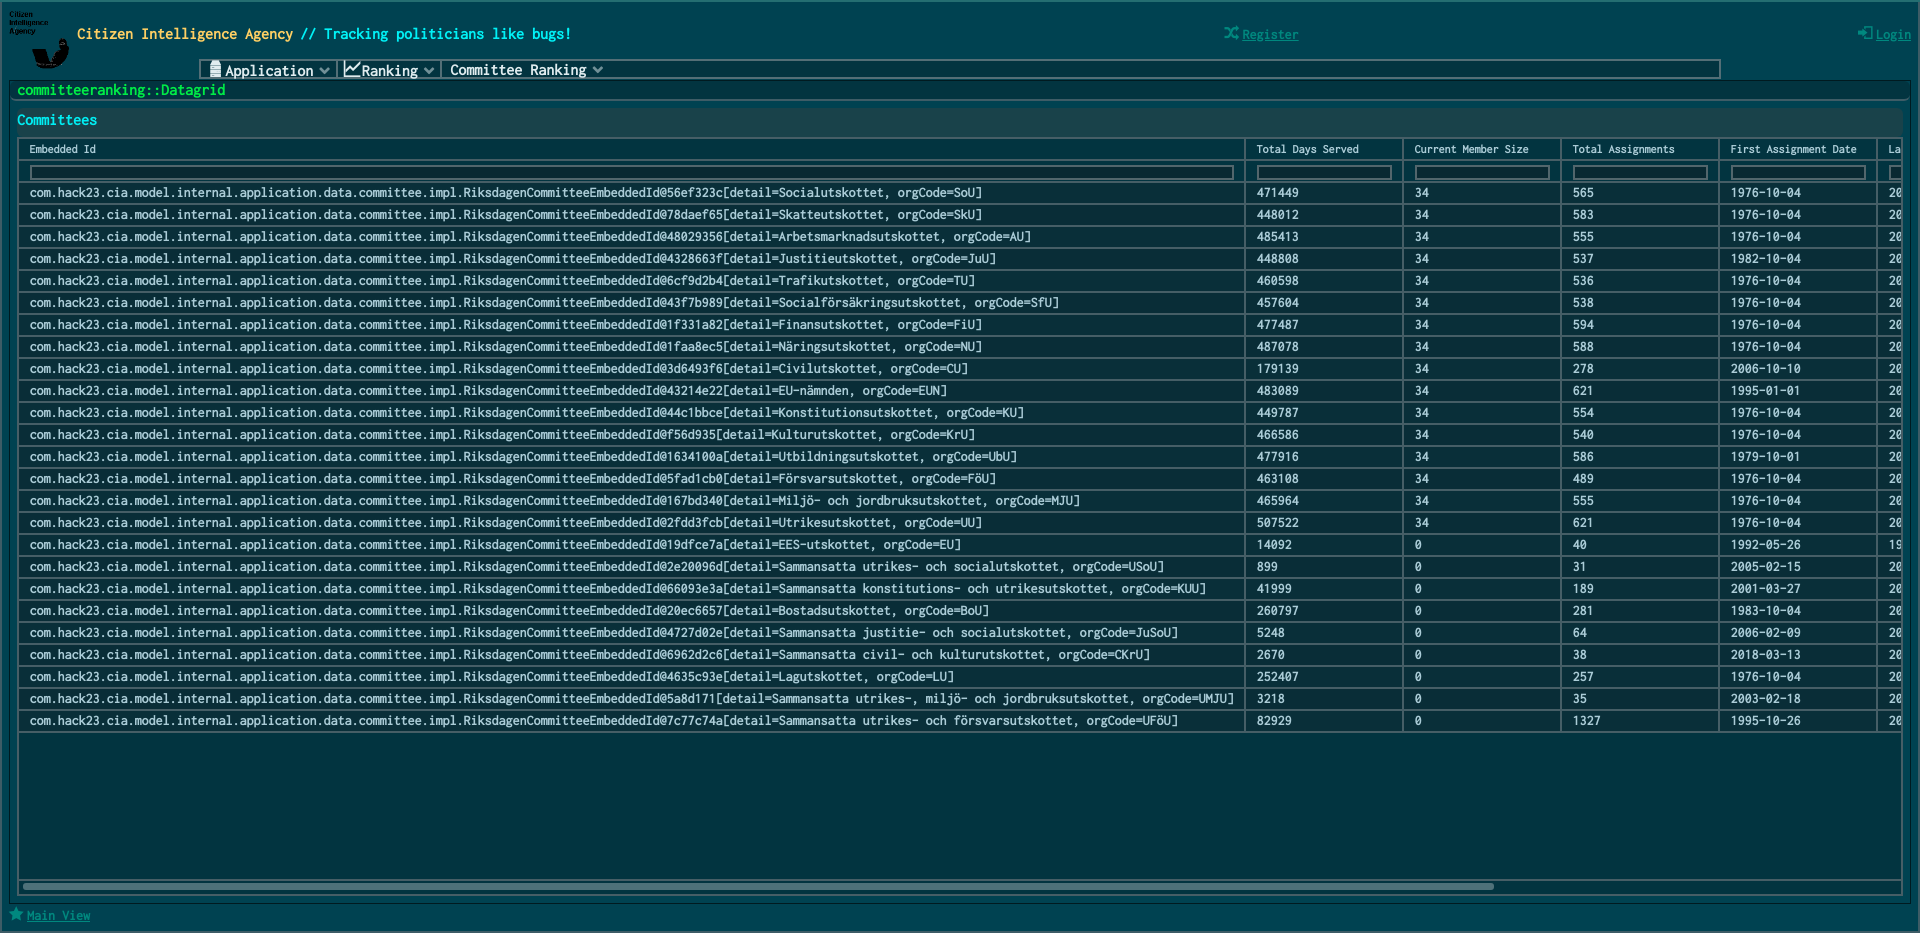 Citizen
Intelligence
Agency
Citizen Intelligence Agency // Tracking politicians like bugs!
Register
Login
Application
Ranking
Committee Ranking
committeeranking::Datagrid
Committees
Embedded Id Total Days Served Current Member Size Total Assignments First Assignment Date La
com.hack23.cia.model.internal.application.data.committee.impl.RiksdagenCommitteeEmbeddedId@56ef323c[detail=Socialutskottet, orgCode=SoU] 471449 34 565 1976-10-04 20
com.hack23.cia.model.internal.application.data.committee.impl.RiksdagenCommitteeEmbeddedId@78daef65[detail=Skatteutskottet, orgCode=SkU] 448012 34 583 1976-10-04 20
com.hack23.cia.model.internal.application.data.committee.impl.RiksdagenCommitteeEmbeddedId@48029356[detail=Arbetsmarknadsutskottet, orgCode=AU] 485413 34 555 1976-10-04 20
com.hack23.cia.model.internal.application.data.committee.impl.RiksdagenCommitteeEmbeddedId@4328663f[detail=Justitieutskottet, orgCode=JuU] 448808 34 537 1982-10-04 20
com.hack23.cia.model.internal.application.data.committee.impl.RiksdagenCommitteeEmbeddedId@6cf9d2b4[detail=Trafikutskottet, orgCode=TU] 460598 34 536 1976-10-04 20
com.hack23.cia.model.internal.application.data.committee.impl.RiksdagenCommitteeEmbeddedId@43f7b989[detail=Socialförsäkringsutskottet, orgCode=SfU] 457604 34 538 1976-10-04 20
com.hack23.cia.model.internal.application.data.committee.impl.RiksdagenCommitteeEmbeddedId@1f331a82[detail=Finansutskottet, orgCode=FiU] 477487 34 594 1976-10-04 20
com.hack23.cia.model.internal.application.data.committee.impl.RiksdagenCommitteeEmbeddedId@1faa8ec5[detail=Näringsutskottet, orgCode=NU] 487078 34 588 1976-10-04 20
com.hack23.cia.model.internal.application.data.committee.impl.RiksdagenCommitteeEmbeddedId@3d6493f6[detail=Civilutskottet, orgCode=CU] 179139 34 278 2006-10-10 20
com.hack23.cia.model.internal.application.data.committee.impl.RiksdagenCommitteeEmbeddedId@43214e22[detail=EU-nämnden, orgCode=EUN] 483089 34 621 1995-01-01 20
com.hack23.cia.model.internal.application.data.committee.impl.RiksdagenCommitteeEmbeddedId@44c1bbce[detail=Konstitutionsutskottet, orgCode=KU] 449787 34 554 1976-10-04 20
com.hack23.cia.model.internal.application.data.committee.impl.RiksdagenCommitteeEmbeddedId@f56d935[detail=Kulturutskottet, orgCode=KrU] 466586 34 540 1976-10-04 20
com.hack23.cia.model.internal.application.data.committee.impl.RiksdagenCommitteeEmbeddedId@1634100a[detail=Utbildningsutskottet, orgCode=UbU] 477916 34 586 1979-10-01 20
com.hack23.cia.model.internal.application.data.committee.impl.RiksdagenCommitteeEmbeddedId@5fad1cb0[detail=Försvarsutskottet, orgCode=FöU] 463108 34 489 1976-10-04 20
com.hack23.cia.model.internal.application.data.committee.impl.RiksdagenCommitteeEmbeddedId@167bd340[detail=Miljö- och jordbruksutskottet, orgCode=MJU] 465964 34 555 1976-10-04 20
com.hack23.cia.model.internal.application.data.committee.impl.RiksdagenCommitteeEmbeddedId@2fdd3fcb[detail=Utrikesutskottet, orgCode=UU] 507522 34 621 1976-10-04 20
com.hack23.cia.model.internal.application.data.committee.impl.RiksdagenCommitteeEmbeddedId@19dfce7a[detail=EES-utskottet, orgCode=EU] 14092 0 40 1992-05-26 19
com.hack23.cia.model.internal.application.data.committee.impl.RiksdagenCommitteeEmbeddedId@2e20096d[detail=Sammansatta utrikes- och socialutskottet, orgCode=USoU] 899 0 31 2005-02-15 20
com.hack23.cia.model.internal.application.data.committee.impl.RiksdagenCommitteeEmbeddedId@66093e3a[detail=Sammansatta konstitutions- och utrikesutskottet, orgCode=KUU] 41999 0 189 2001-03-27 20
com.hack23.cia.model.internal.application.data.committee.impl.RiksdagenCommitteeEmbeddedId@20ec6657[detail=Bostadsutskottet, orgCode=BoU] 260797 0 281 1983-10-04 20
com.hack23.cia.model.internal.application.data.committee.impl.RiksdagenCommitteeEmbeddedId@4727d02e[detail=Sammansatta justitie- och socialutskottet, orgCode=JuSoU] 5248 0 64 2006-02-09 20
com.hack23.cia.model.internal.application.data.committee.impl.RiksdagenCommitteeEmbeddedId@6962d2c6[detail=Sammansatta civil- och kulturutskottet, orgCode=CKrU] 2670 0 38 2018-03-13 20
com.hack23.cia.model.internal.application.data.committee.impl.RiksdagenCommitteeEmbeddedId@4635c93e[detail=Lagutskottet, orgCode=LU] 252407 0 257 1976-10-04 20
com.hack23.cia.model.internal.application.data.committee.impl.RiksdagenCommitteeEmbeddedId@5a8d171[detail=Sammansatta utrikes-, miljö- och jordbruksutskottet, orgCode=UMJU] 3218 0 35 2003-02-18 20
com.hack23.cia.model.internal.application.data.committee.impl.RiksdagenCommitteeEmbeddedId@7c77c74a[detail=Sammansatta utrikes- och försvarsutskottet, orgCode=UFöU] 82929 0 1327 1995-10-26 20
Main View